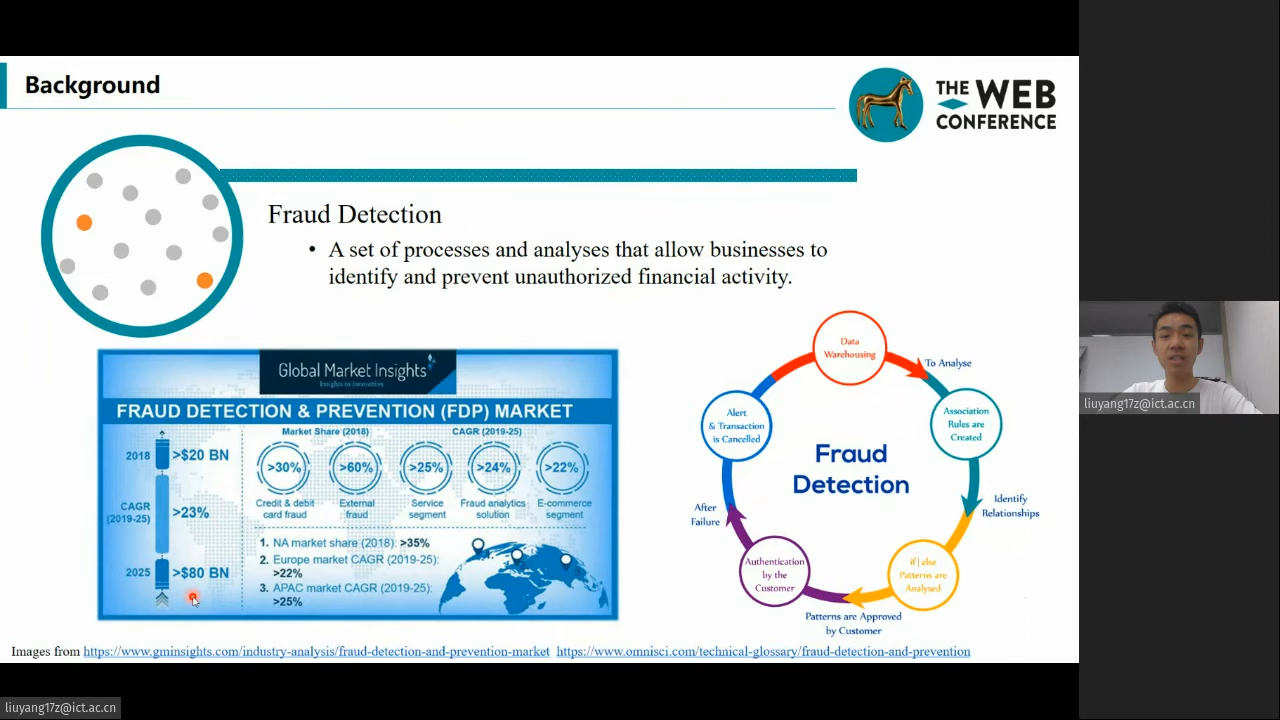 Background
THE WEB
CONFERENCE
Fraud Detection
• A set of processes and analyses that allow businesses to
identify and prevent unauthorized financial activity.
Global Market Insights
Insights to Innovation
FRAUD DETECTION & PREVENTION (FDP) MARKET
Market Share (2018)
CAGR (2019-25)
2018
>$20 BN
CAGR
(2019-25)
>23%
2025
>$80 BN
>30%
>60%
>25%
>24%
>22%
Credit & debit
card fraud
External
fraud
Service
segment
Fraud analytics
solution
E-commerce
segment
1. NA market share (2018): >35%
2. Europe market CAGR (2019-25):
>22%
3. APAC market CAGR (2019-25):
>25%
Data
Warehousing
To Analyse
Association
Rules are
Created
Identify
Relationships
if | else
Patterns are
Analysed
Patterns are Approved
by Customer
Authentication
by the
Customer
After
Failure
Alert
& Transaction
is Cancelled
Fraud
Detection
Images from https://www.gminsights.com/industry-analysis/fraud-detection-and-prevention-market https://www.omnisci.com/technical-glossary/fraud-detection-and-prevention
liuyang17z@ict.ac.cn
liuyang17z@ict.ac.cn